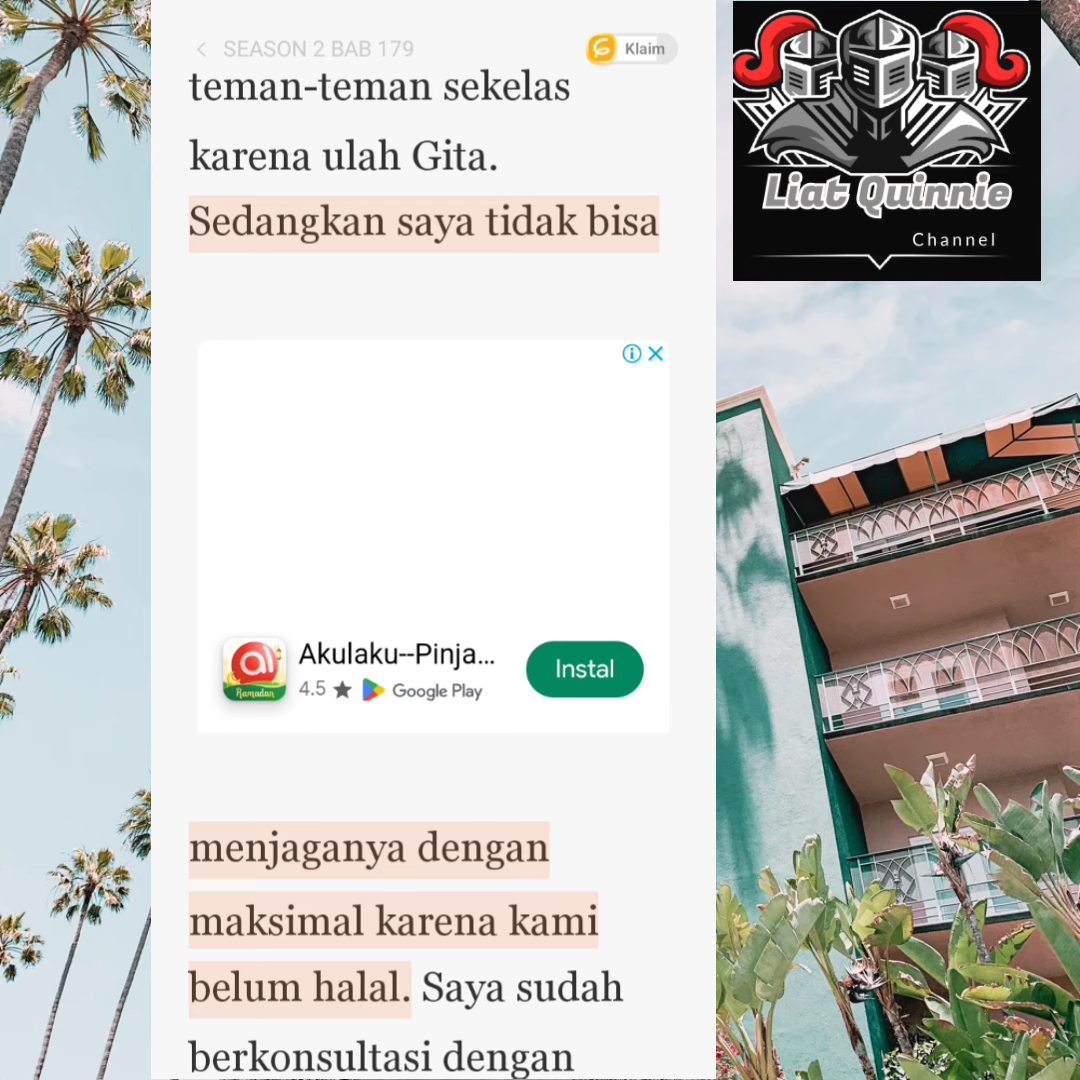 SEASON 2 BAB 179
Klaim
teman-teman sekelas
karena ulah Gita.
Sedangkan saya tidak bisa
Akulaku--Pinja...
Ramadan
4.5
Google Play
Instal
menjaganya dengan
maksimal karena kami
belum halal. Saya sudah
berkonsultasi dengan
Liat Quinnie
Channel